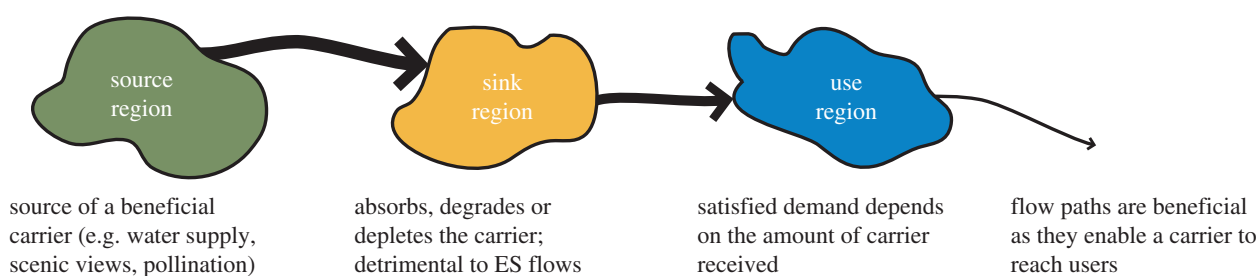 source
region
sink
region
use
region
source of a beneficial
carrier (e.g. water supply,
scenic views, pollination)
absorbs, degrades or
depletes the carrier;
detrimental to ES flows
satisfied demand depends
on the amount of carrier
received
flow paths are beneficial
as they enable a carrier to
reach users